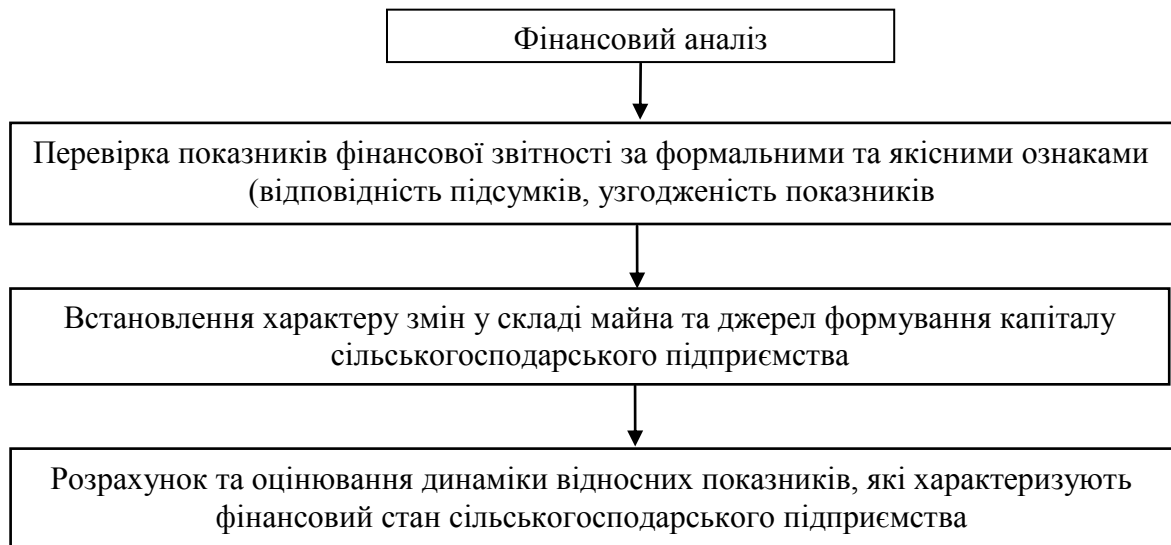 Фінансовий аналіз
Перевірка показників фінансової звітності за формальними та якісними ознаками
(відповідність підсумків, узгодженість показників
Встановлення характеру змін у складі майна та джерел формування капіталу
сільськогосподарського підприємства
Розрахунок та оцінювання динаміки відносних показників, які характеризують
фінансовий стан сільськогосподарського підприємства